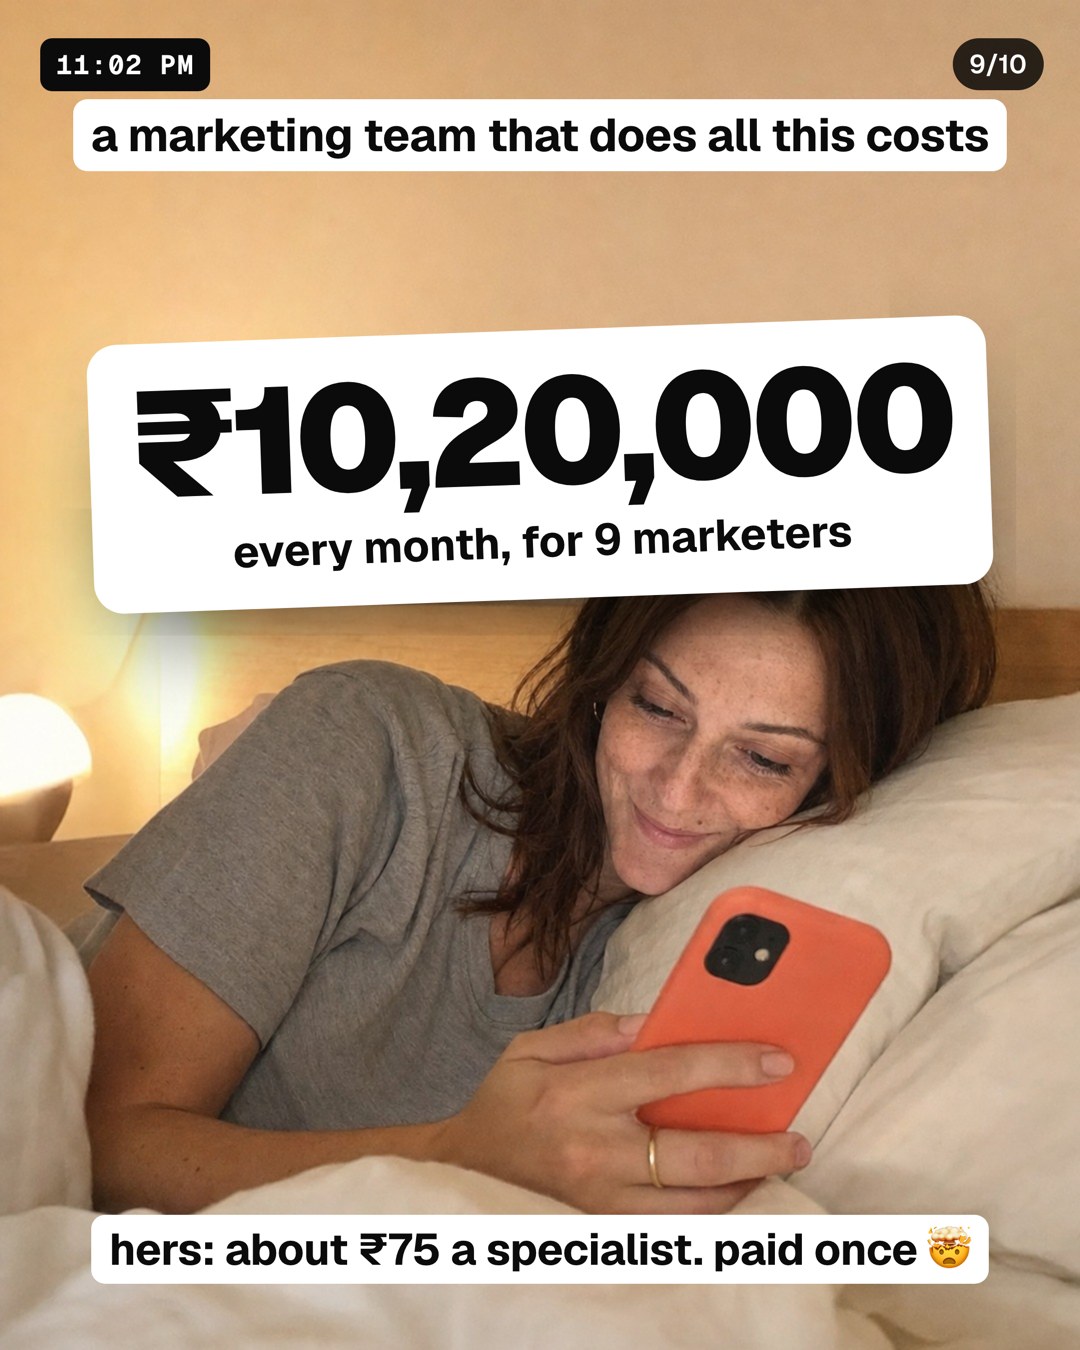 11:02 PM
9/10
a marketing team that does all this costs
₹10,20,000
every month, for 9 marketers
hers: about ₹75 a specialist. paid once 🤯